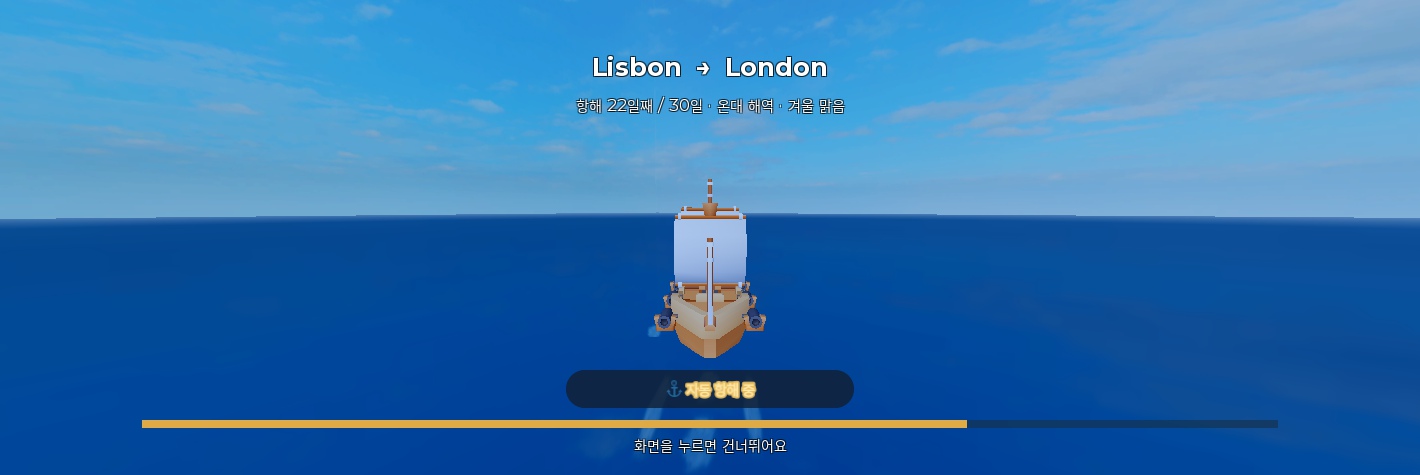 Lisbon → London
항해 22일째 / 30일 · 온대 해역 · 겨울 맑음
⚓ 자동 항해 중
화면을 누르면 건너뛰어요